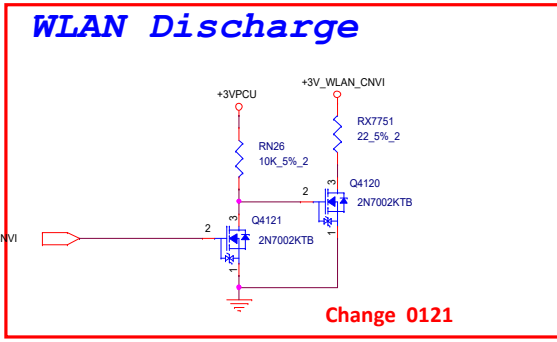 WLAN Discharge
+3VPCU
+3V_WLAN_CNVI
RN26
10K_5%_2
RX7751
22_5%_2
2
3
1
Q4120
2N7002KTB
NVI
2
3
1
Q4121
2N7002KTB
Change 0121